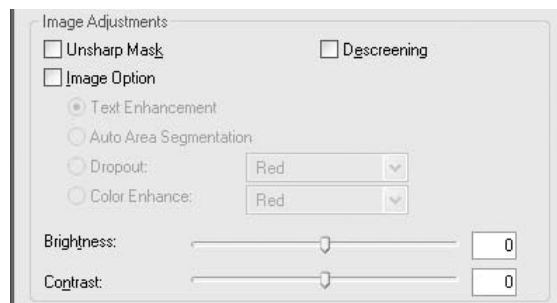 Image Adjustments
Unsharp Mask Descreening
Image Option
Text Enhancement
Auto Area Segmentation
Dropout: Red
Color Enhance: Red
Brightness: 0
Contrast: 0